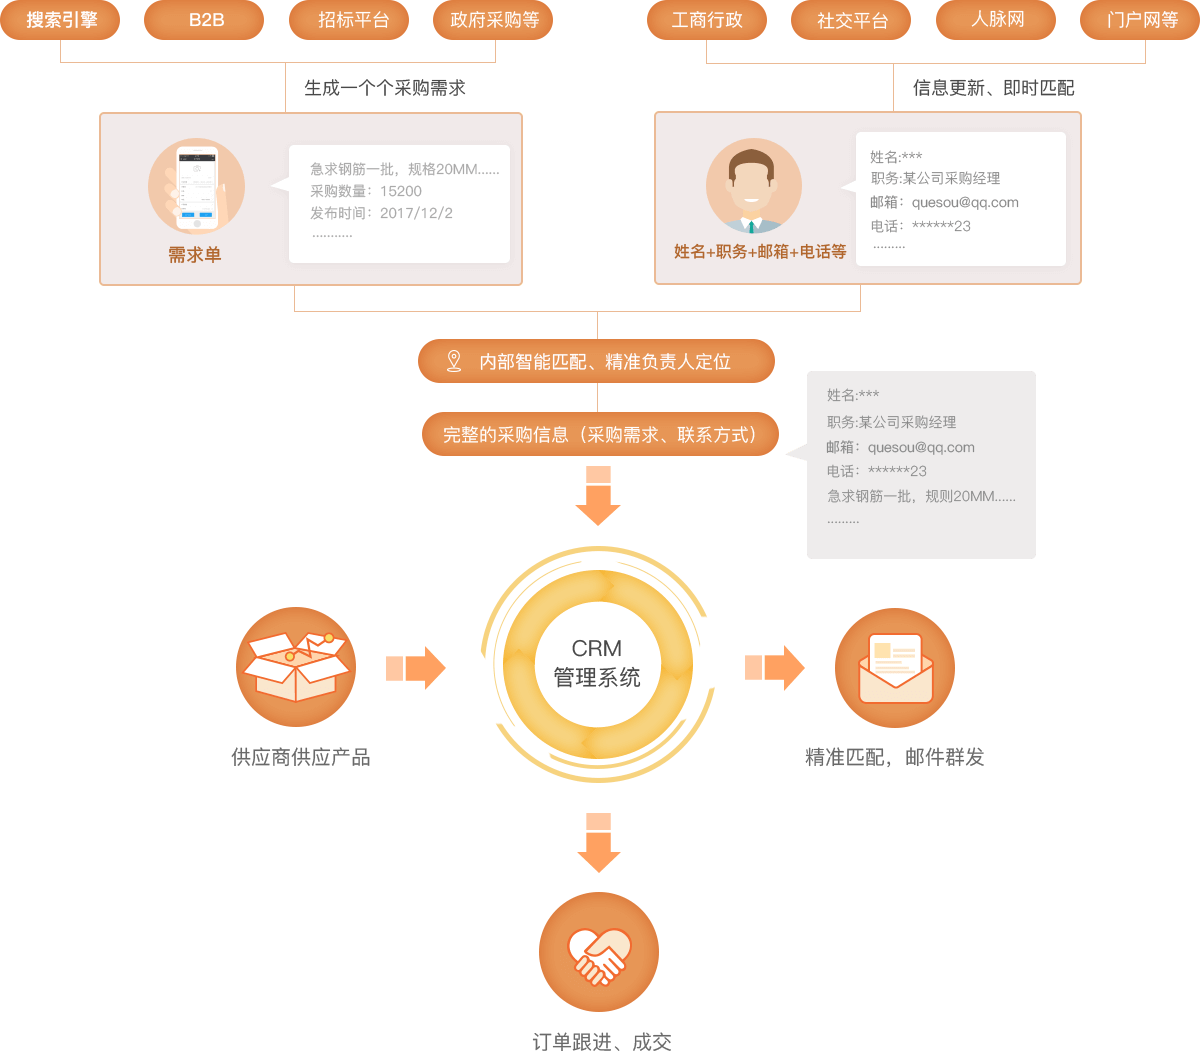 搜索引擎
B2B
招标平台
政府采购等
工商行政
社交平台
人脉网
门户网等
生成一个个采购需求
信息更新、即时匹配
急求钢筋一批，规格20MM......
采购数量：15200
发布时间：2017/12/2
...........
需求单
姓名:***
职务:某公司采购经理
邮箱：quesou@qq.com
电话：******23
.........
姓名+职务+邮箱+电话等
内部智能匹配、精准负责人定位
完整的采购信息（采购需求、联系方式）
姓名:***
职务:某公司采购经理
邮箱：quesou@qq.com
电话：******23
急求钢筋一批，规则20MM......
.........
CRM
管理系统
供应商供应产品
精准匹配，邮件群发
订单跟进、成交